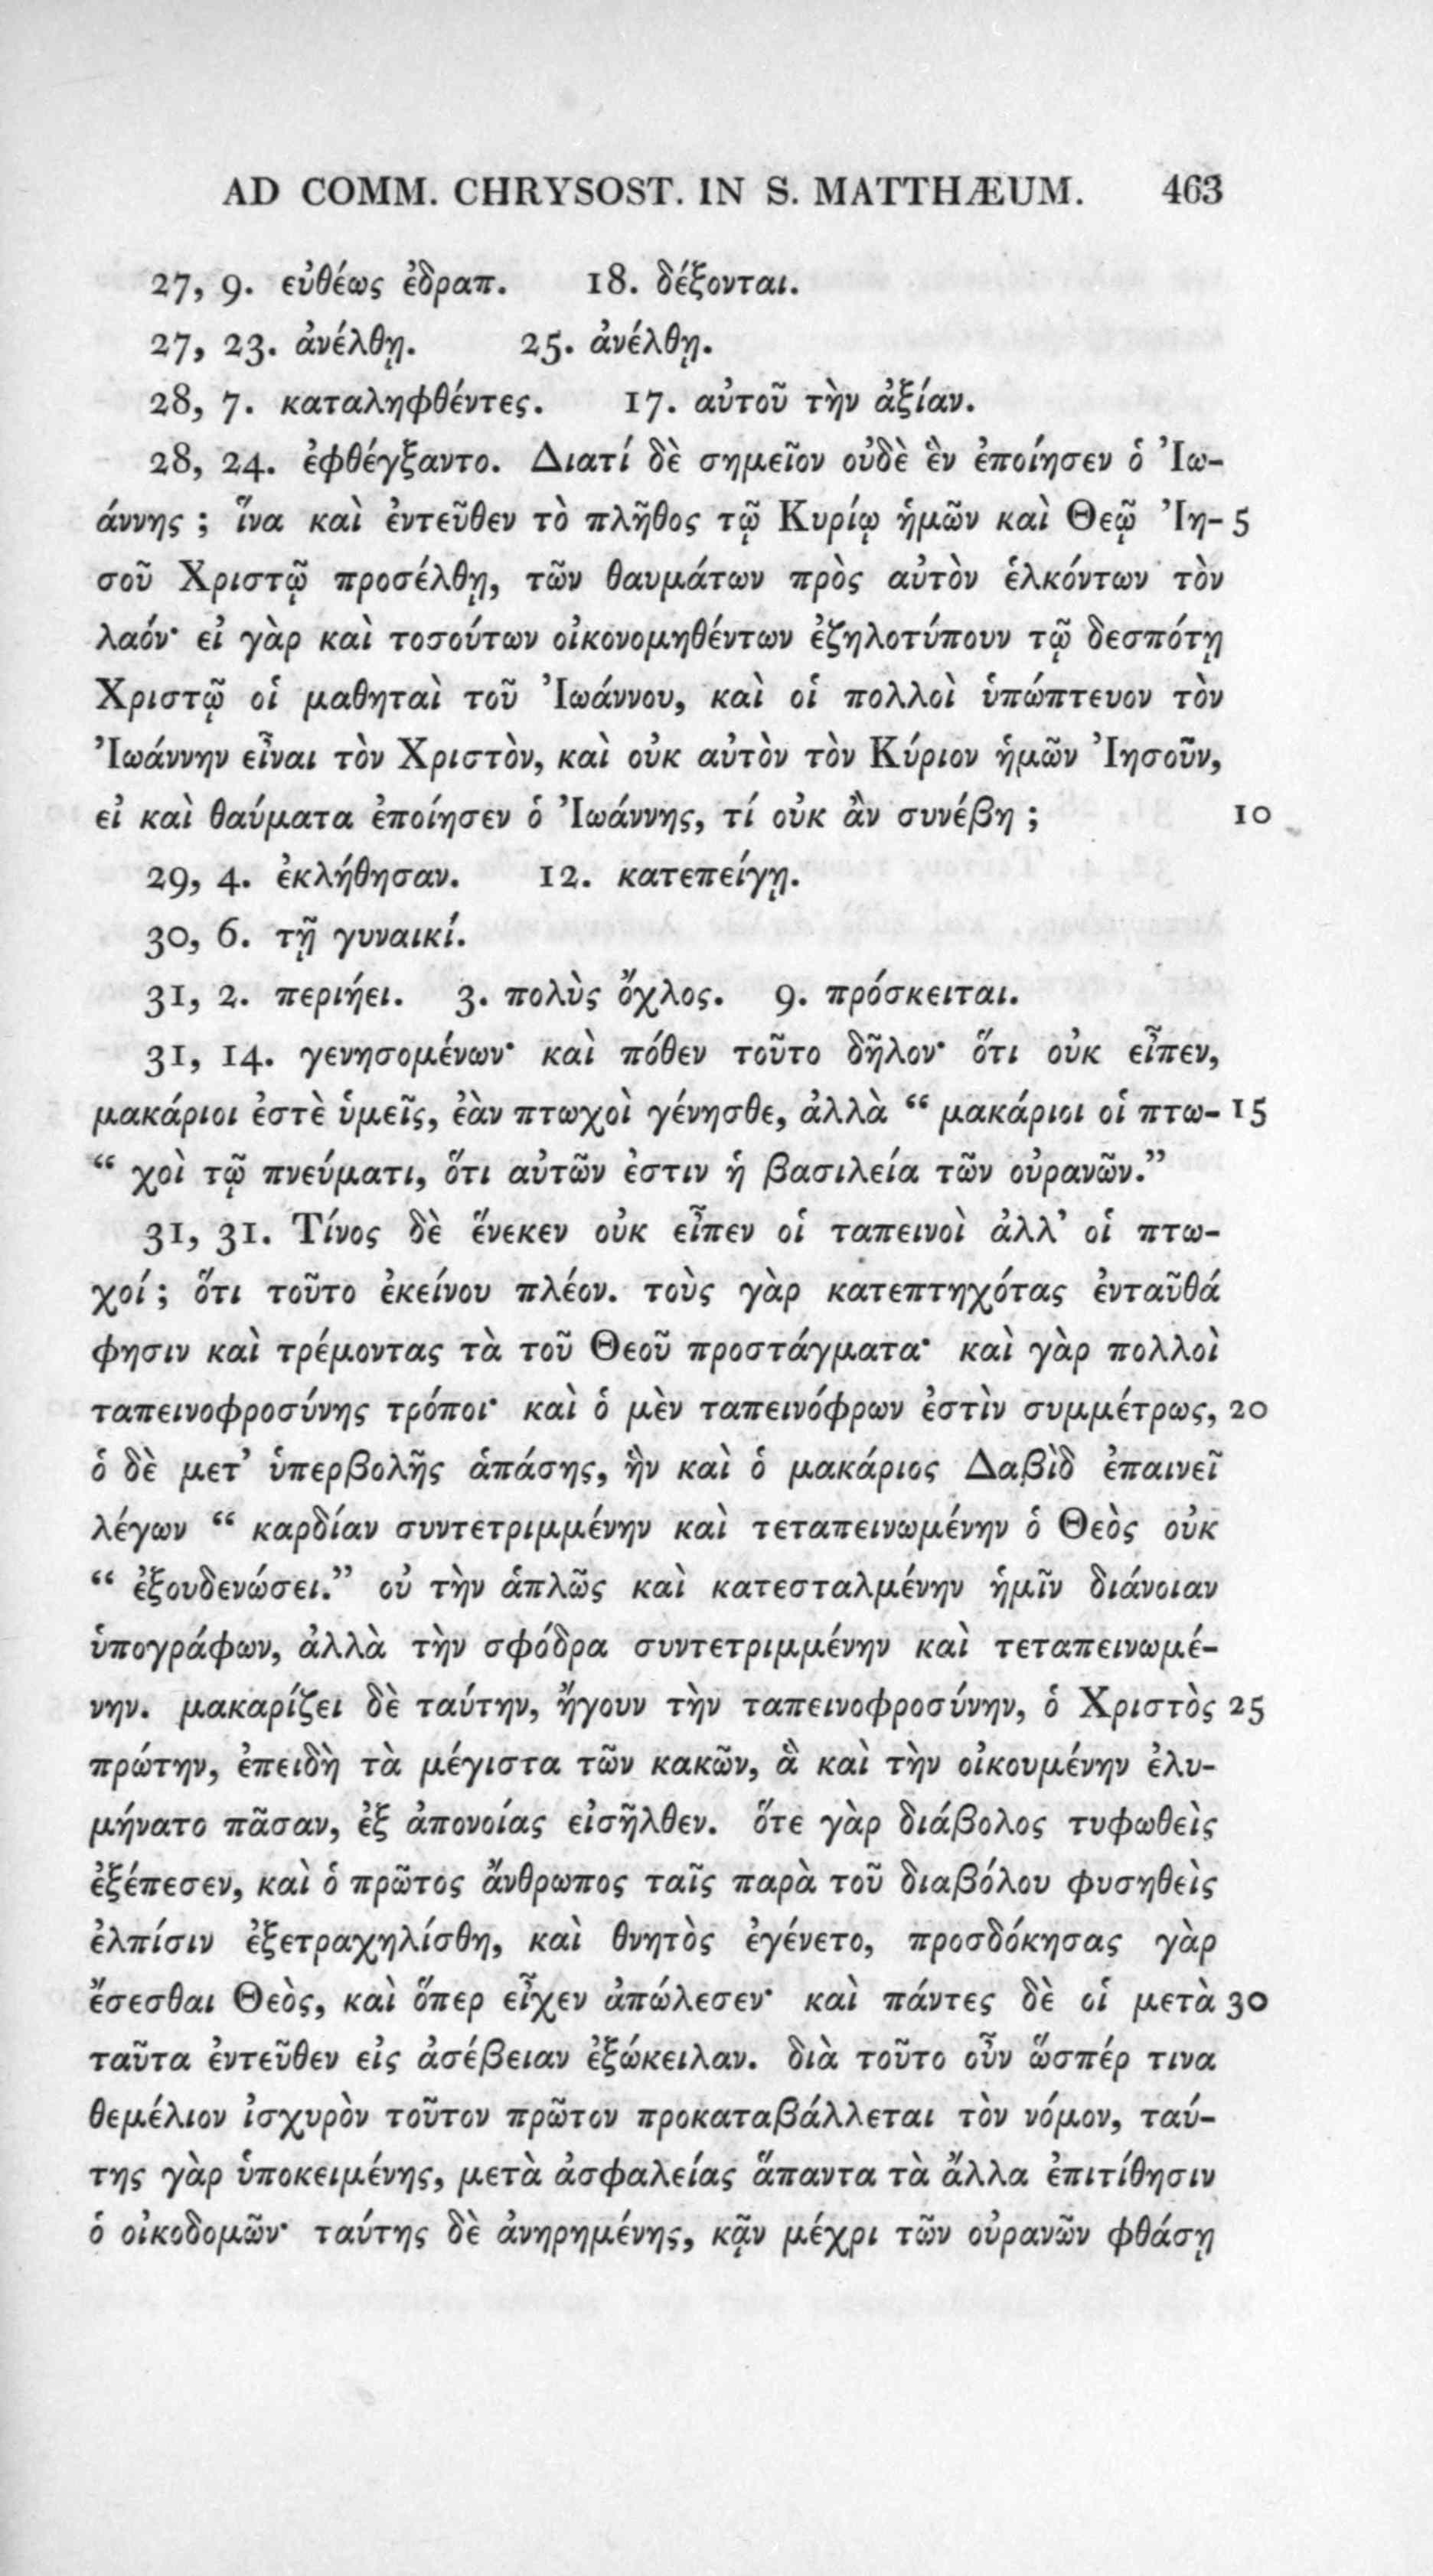 AD COMM. CHRYSOST. IN S. MATTHÆUM. 463
27, 9. εὐθέως ἐδραπ. 18. δέξονται.
27, 23. ἀνέλθῃ. 25. ἀνέλθῃ.
28, 7. καταληφθέντες. 17. αὐτοῦ τὴν ἀξίαν.
28, 24. ἐφθέγξαντο. Διατί δὲ σημεῖον οὐδὲ ἓν ἐποίησεν ὁ Ἰω-
άννης ; ἵνα καὶ ἐντεῦθεν τὸ πλῆθος τῷ Κυρίῳ ἡμῶν καὶ Θεῷ Ἰη- 5
σοῦ Χριστῷ προσέλθῃ, τῶν θαυμάτων πρὸς αὐτὸν ἑλκόντων τὸν
λαόν· εἰ γὰρ καὶ τοσούτων οἰκονομηθέντων ἐζηλοτύπουν τῷ δεσπότῃ
Χριστῷ οἱ μαθηταὶ τοῦ Ἰωάννου, καὶ οἱ πολλοὶ ὑπώπτευον τὸν
Ἰωάννην εἶναι τὸν Χριστὸν, καὶ οὐκ αὐτὸν τὸν Κύριον ἡμῶν Ἰησοῦν,
εἰ καὶ θαύματα ἐποίησεν ὁ Ἰωάννης, τί οὐκ ἂν συνέβη ; 10
29, 4. ἐκλήθησαν. 12. κατεπείγῃ.
30, 6. τῇ γυναικί.
31, 2. περιήει. 3. πολὺς ὄχλος. 9. πρόσκειται.
31, 14. γενησομένων· καὶ πόθεν τοῦτο δῆλον· ὅτι οὐκ εἶπεν,
μακάριοι ἐστὲ ὑμεῖς, ἐὰν πτωχοὶ γένησθε, ἀλλὰ “ μακάριοι οἱ πτω- 15
“ χοὶ τῷ πνεύματι, ὅτι αὐτῶν ἐστιν ἡ βασιλεία τῶν οὐρανῶν.”
31, 31. Τίνος δὲ ἕνεκεν οὐκ εἶπεν οἱ ταπεινοὶ ἀλλ’ οἱ πτω-
χοί ; ὅτι τοῦτο ἐκείνου πλέον. τοὺς γὰρ κατεπτηχότας ἐνταῦθά
φησιν καὶ τρέμοντας τὰ τοῦ Θεοῦ προστάγματα· καὶ γὰρ πολλοὶ
ταπεινοφροσύνης τρόποι· καὶ ὁ μὲν ταπεινόφρων ἐστὶν συμμέτρως, 20
ὁ δὲ μετ’ ὑπερβολῆς ἁπάσης, ἣν καὶ ὁ μακάριος Δαβὶδ ἐπαινεῖ
λέγων “ καρδίαν συντετριμμένην καὶ τεταπεινωμένην ὁ Θεὸς οὐκ
“ ἐξουδενώσει.” οὐ τὴν ἁπλῶς καὶ κατεσταλμένην ἡμῖν διάνοιαν
ὑπογράφων, ἀλλὰ τὴν σφόδρα συντετριμμένην καὶ τεταπεινωμέ-
νην. μακαρίζει δὲ ταύτην, ἤγουν τὴν ταπεινοφροσύνην, ὁ Χριστὸς 25
πρώτην, ἐπειδὴ τὰ μέγιστα τῶν κακῶν, ἃ καὶ τὴν οἰκουμένην ἐλυ-
μήνατο πᾶσαν, ἐξ ἀπονοίας εἰσῆλθεν. ὅτε γὰρ διάβολος τυφωθεὶς
ἐξέπεσεν, καὶ ὁ πρῶτος ἄνθρωπος ταῖς παρὰ τοῦ διαβόλου φυσηθεὶς
ἐλπίσιν ἐξετραχηλίσθη, καὶ θνητὸς ἐγένετο, προσδόκησας γὰρ
ἔσεσθαι Θεὸς, καὶ ὅπερ εἶχεν ἀπώλεσεν· καὶ πάντες δὲ οἱ μετὰ 30
ταῦτα ἐντεῦθεν εἰς ἀσέβειαν ἐξώκειλαν. διὰ τοῦτο οὖν ὥσπέρ τινα
θεμέλιον ἰσχυρὸν τοῦτον πρῶτον προκαταβάλλεται τὸν νόμον, ταύ-
της γὰρ ὑποκειμένης, μετὰ ἀσφαλείας ἅπαντα τὰ ἄλλα ἐπιτίθησιν
ὁ οἰκοδομῶν· ταύτης δὲ ἀνηρημένης, κᾂν μέχρι τῶν οὐρανῶν φθάσῃ